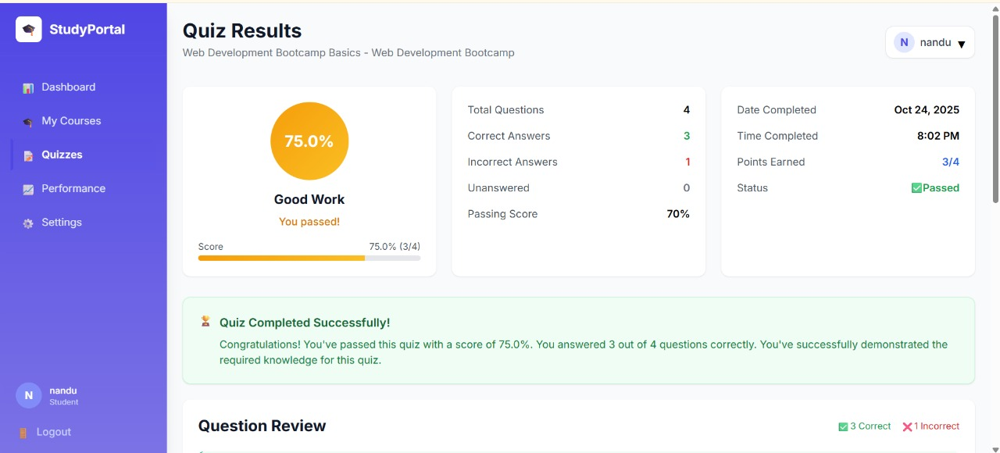 StudyPortal
Dashboard
My Courses
Quizzes
Performance
Settings
N nandu
Student
Logout
Quiz Results
Web Development Bootcamp Basics - Web Development Bootcamp
N nandu
75.0%
Good Work
You passed!
Score 75.0% (3/4)
Total Questions 4
Correct Answers 3
Incorrect Answers 1
Unanswered 0
Passing Score 70%
Date Completed Oct 24, 2025
Time Completed 8:02 PM
Points Earned 3/4
Status ✅Passed
Quiz Completed Successfully!
Congratulations! You've passed this quiz with a score of 75.0%. You answered 3 out of 4 questions correctly. You've successfully demonstrated the
required knowledge for this quiz.
Question Review ✅ 3 Correct ❌ 1 Incorrect